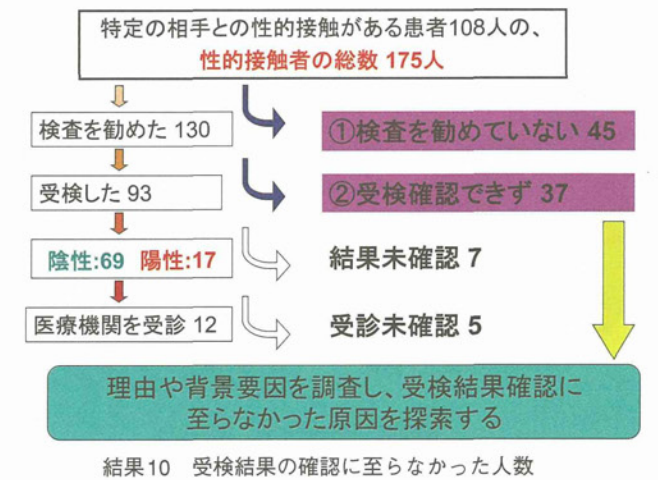 特定の相手との性的接触がある患者108人の、
性的接触者の総数 175人
検査を勧めた 130
①検査を勧めていない 45
受検した 93
②受検確認できず 37
陰性:69 陽性:17
結果未確認 7
医療機関を受診 12
受診未確認 5
理由や背景要因を調査し、受検結果確認に
至らなかった原因を探索する
結果10 受検結果の確認に至らなかった人数